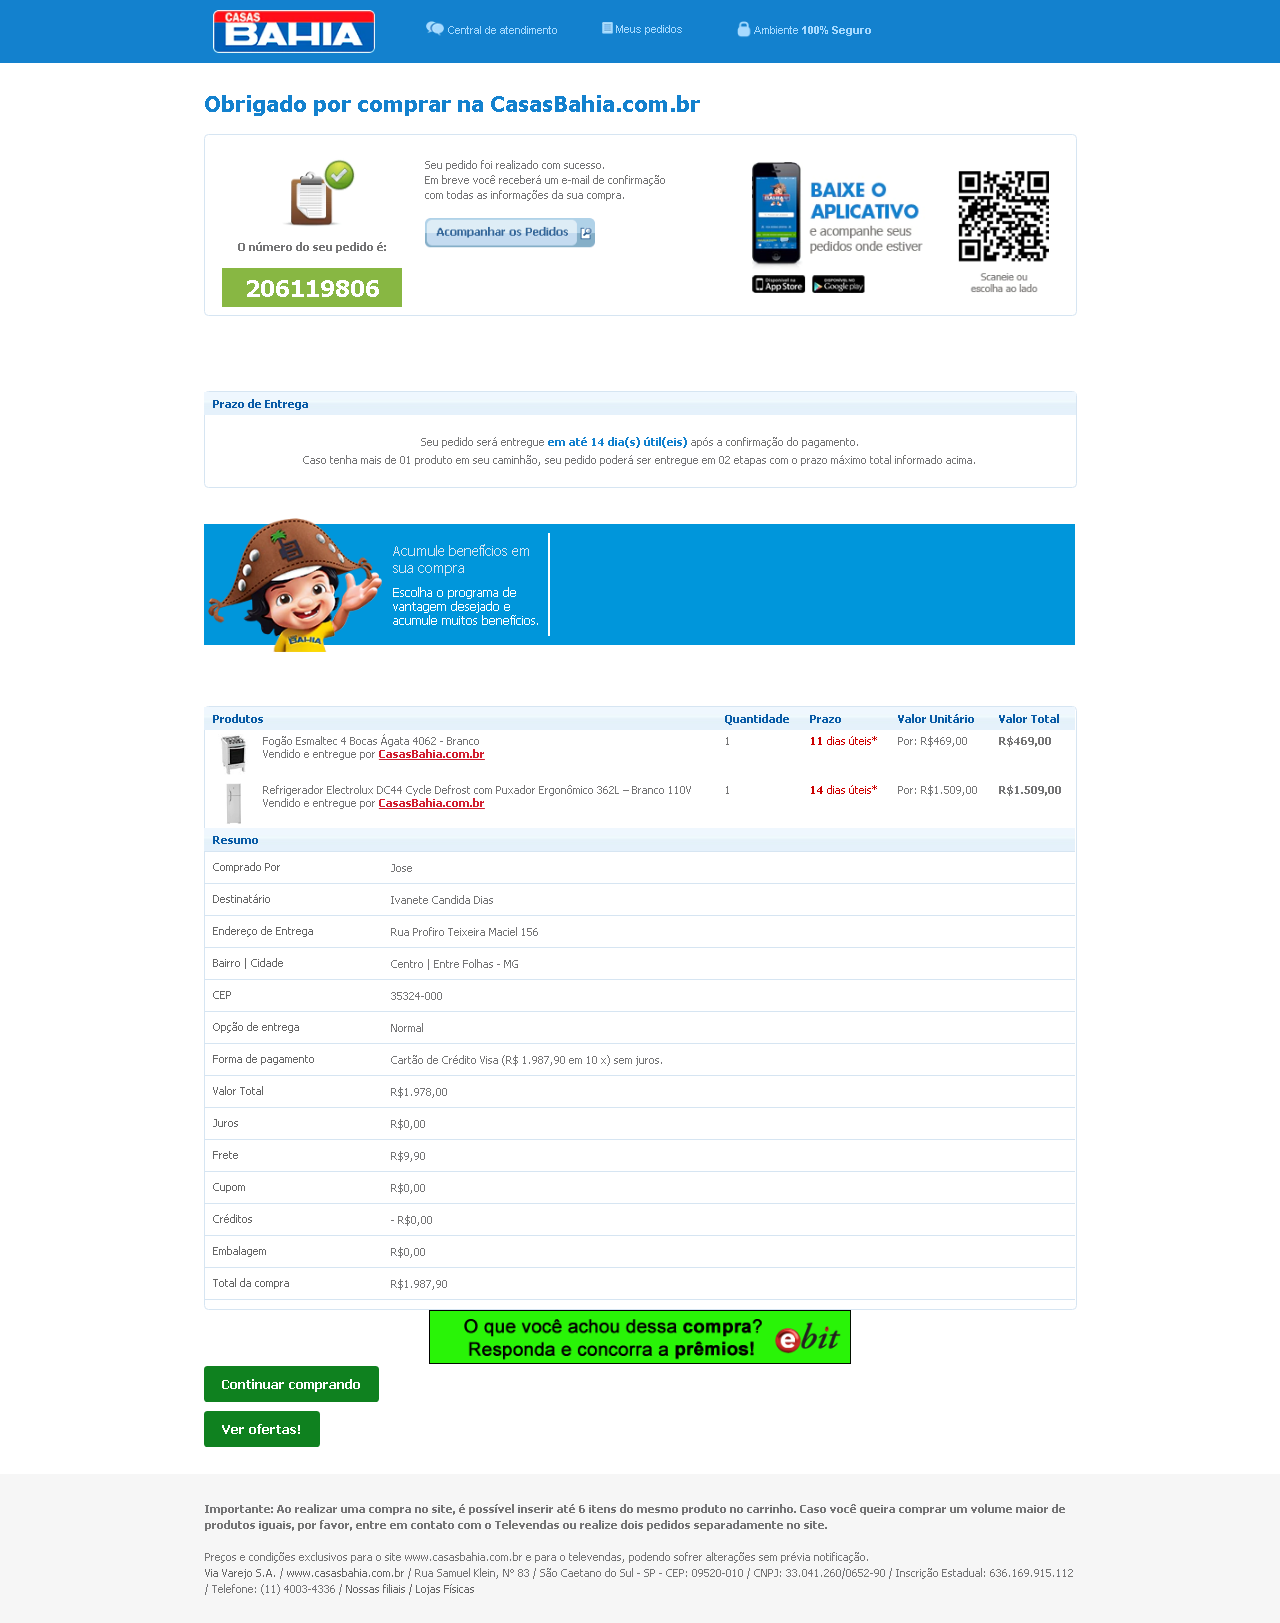 CASAS
BAHIA
Central de atendimento
Meus pedidos
Ambiente 100% Seguro
Obrigado por comprar na CasasBahia.com.br
Seu pedido foi realizado com sucesso.
Em breve você receberá um e-mail de confirmação
com todas as informações da sua compra.
Acompanhar os Pedidos
O número do seu pedido é:
206119806
BAIXE O
APLICATIVO
e acompanhe seus
pedidos onde estiver
Disponível na
App Store
DISPONÍVEL NO
Google play
Scaneie ou
escolha ao lado
Prazo de Entrega
Seu pedido será entregue em até 14 dia(s) útil(eis) após a confirmação do pagamento.
Caso tenha mais de 01 produto em seu caminhão, seu pedido poderá ser entregue em 02 etapas com o prazo máximo total informado acima.
BAHIA
Acumule benefícios em
sua compra
Escolha o programa de
vantagem desejado e
acumule muitos benefícios.
Produtos Quantidade Prazo Valor Unitário Valor Total
Fogão Esmaltec 4 Bocas Ágata 4062 - Branco 1 11 dias úteis* Por: R$469,00 R$469,00
Vendido e entregue por CasasBahia.com.br
Refrigerador Electrolux DC44 Cycle Defrost com Puxador Ergonômico 362L – Branco 110V 1 14 dias úteis* Por: R$1.509,00 R$1.509,00
Vendido e entregue por CasasBahia.com.br
Resumo
Comprado Por Jose
Destinatário Ivanete Candida Dias
Endereço de Entrega Rua Profiro Teixeira Maciel 156
Bairro | Cidade Centro | Entre Folhas - MG
CEP 35324-000
Opção de entrega Normal
Forma de pagamento Cartão de Crédito Visa (R$ 1.987,90 em 10 x) sem juros.
Valor Total R$1.978,00
Juros R$0,00
Frete R$9,90
Cupom R$0,00
Créditos - R$0,00
Embalagem R$0,00
Total da compra R$1.987,90
O que você achou dessa compra?
Responda e concorra a prêmios!
ebit
Continuar comprando
Ver ofertas!
Importante: Ao realizar uma compra no site, é possível inserir até 6 itens do mesmo produto no carrinho. Caso você queira comprar um volume maior de
produtos iguais, por favor, entre em contato com o Televendas ou realize dois pedidos separadamente no site.
Preços e condições exclusivos para o site www.casasbahia.com.br e para o televendas, podendo sofrer alterações sem prévia notificação.
Via Varejo S.A. / www.casasbahia.com.br / Rua Samuel Klein, N° 83 / São Caetano do Sul - SP - CEP: 09520-010 / CNPJ: 33.041.260/0652-90 / Inscrição Estadual: 636.169.915.112
/ Telefone: (11) 4003-4336 / Nossas filiais / Lojas Físicas